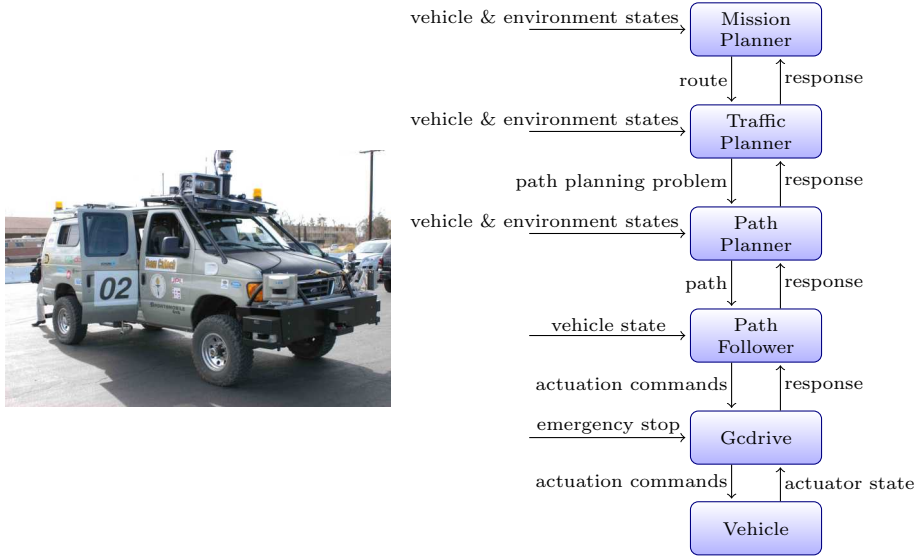 vehicle & environment states
Mission
Planner
route
response
vehicle & environment states
Traffic
Planner
path planning problem
response
vehicle & environment states
Path
Planner
path
response
vehicle state
Path
Follower
actuation commands
response
emergency stop
Gcdrive
actuation commands
actuator state
Vehicle
02
Team Caltech